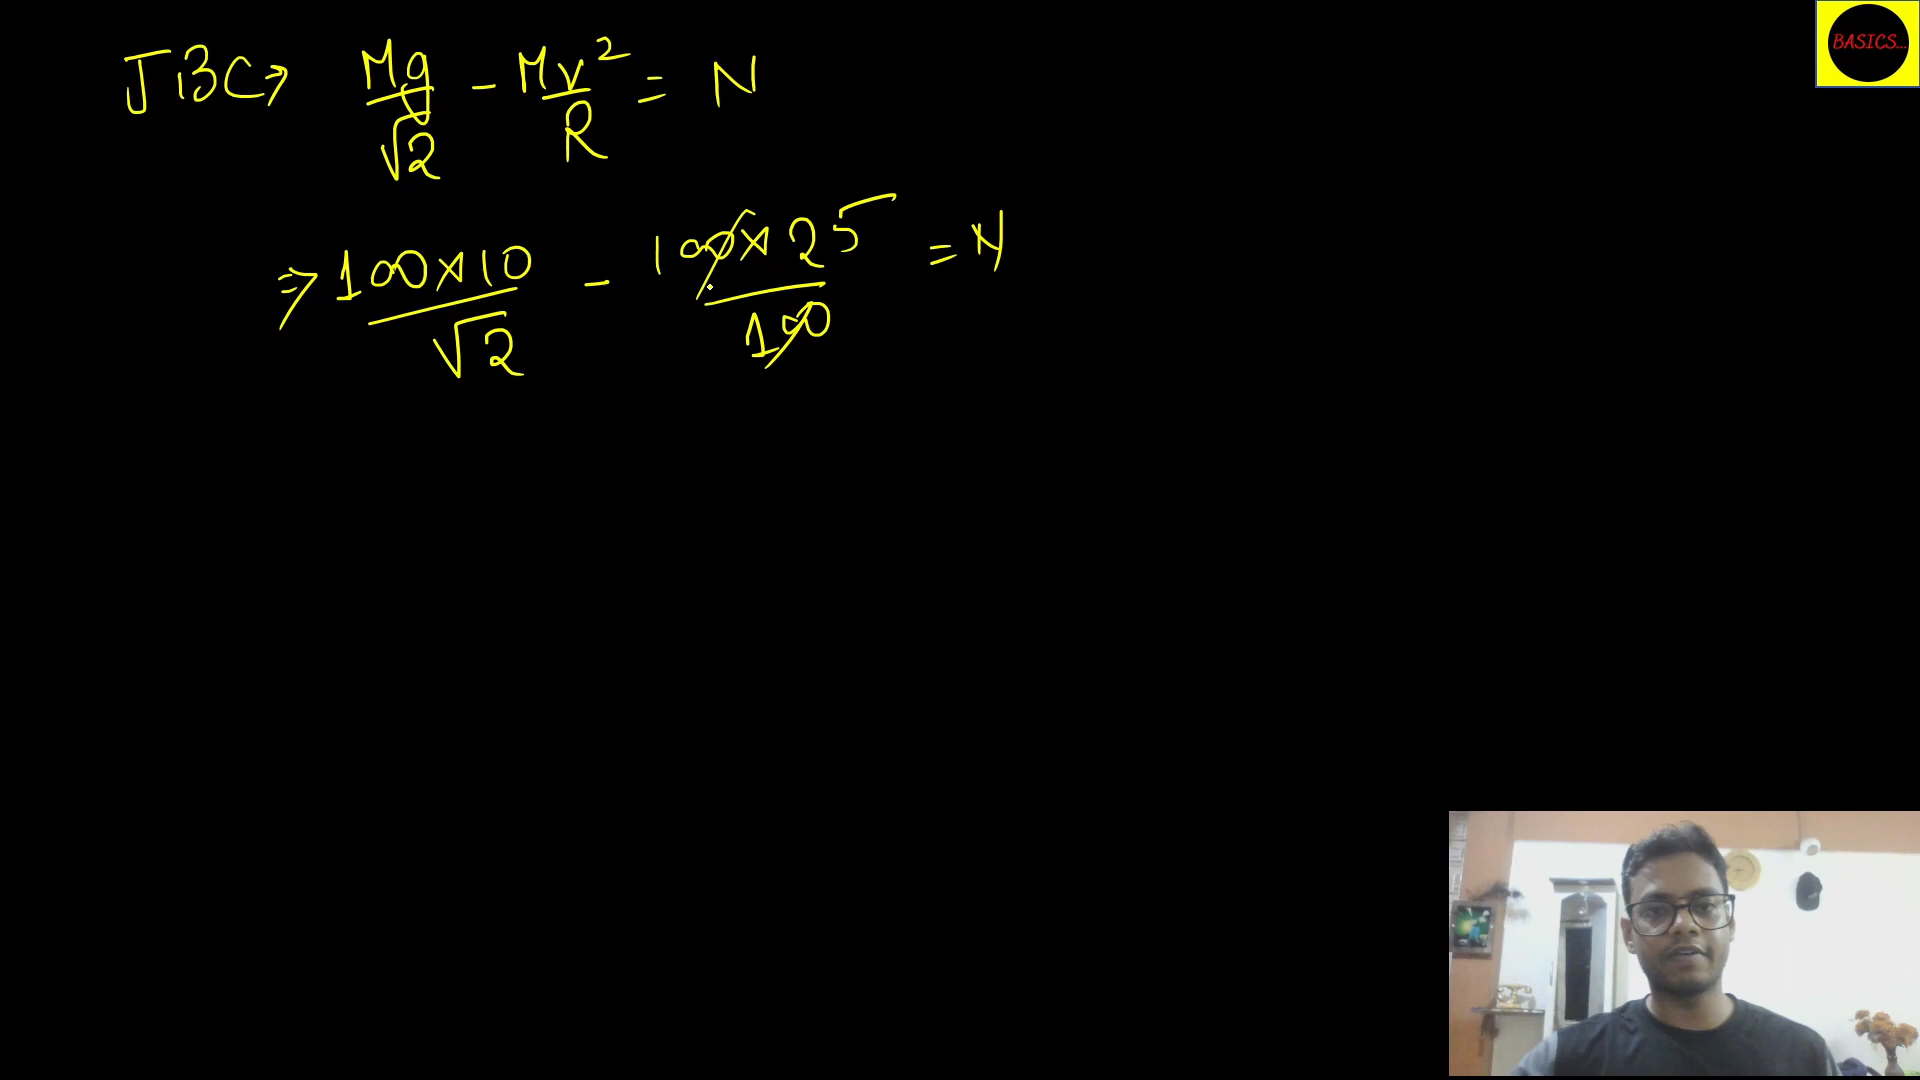 JBC→ Mg/√2 - Mv²/R = N
⇒ 100×10/√2 - 100×25/100 = N
BASICS...